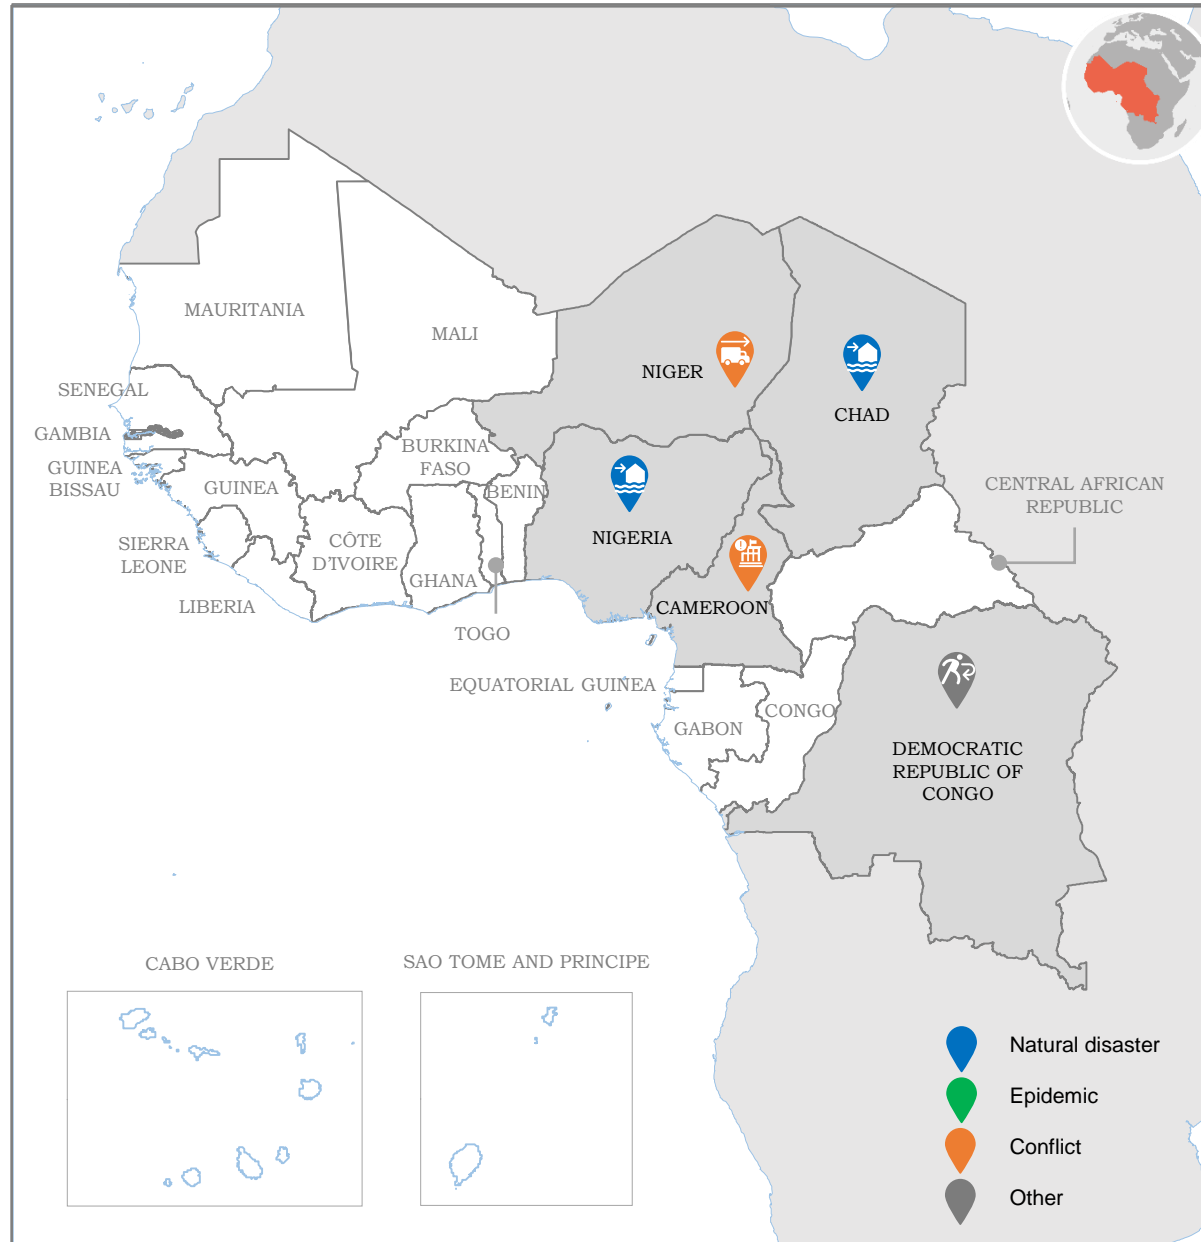 MAURITANIA
MALI
NIGER
CHAD
SENEGAL
GAMBIA
GUINEA
BISSAU
GUINEA
BURKINA
FASO
BENIN
CENTRAL AFRICAN
REPUBLIC
SIERRA
LEONE
CÔTE
D'IVOIRE
GHANA
NIGERIA
LIBERIA
CAMEROON
TOGO
EQUATORIAL GUINEA
GABON
CONGO
DEMOCRATIC
REPUBLIC OF
CONGO
CABO VERDE
SAO TOME AND PRINCIPE
Natural disaster
Epidemic
Conflict
Other